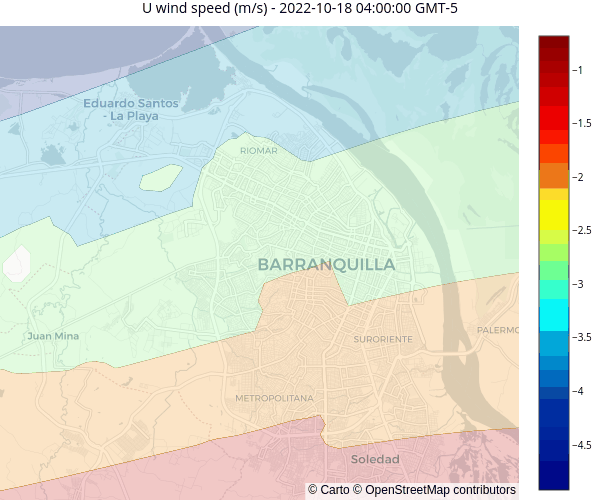 U wind speed (m/s) - 2022-10-18 04:00:00 GMT-5
Eduardo Santos
- La Playa
RIOMAR
BARRANQUILLA
Juan Mina
SURORIENTE
PALERMO
METROPOLITANA
Soledad
© Carto © OpenStreetMap contributors
−1
−1.5
−2
−2.5
−3
−3.5
−4
−4.5